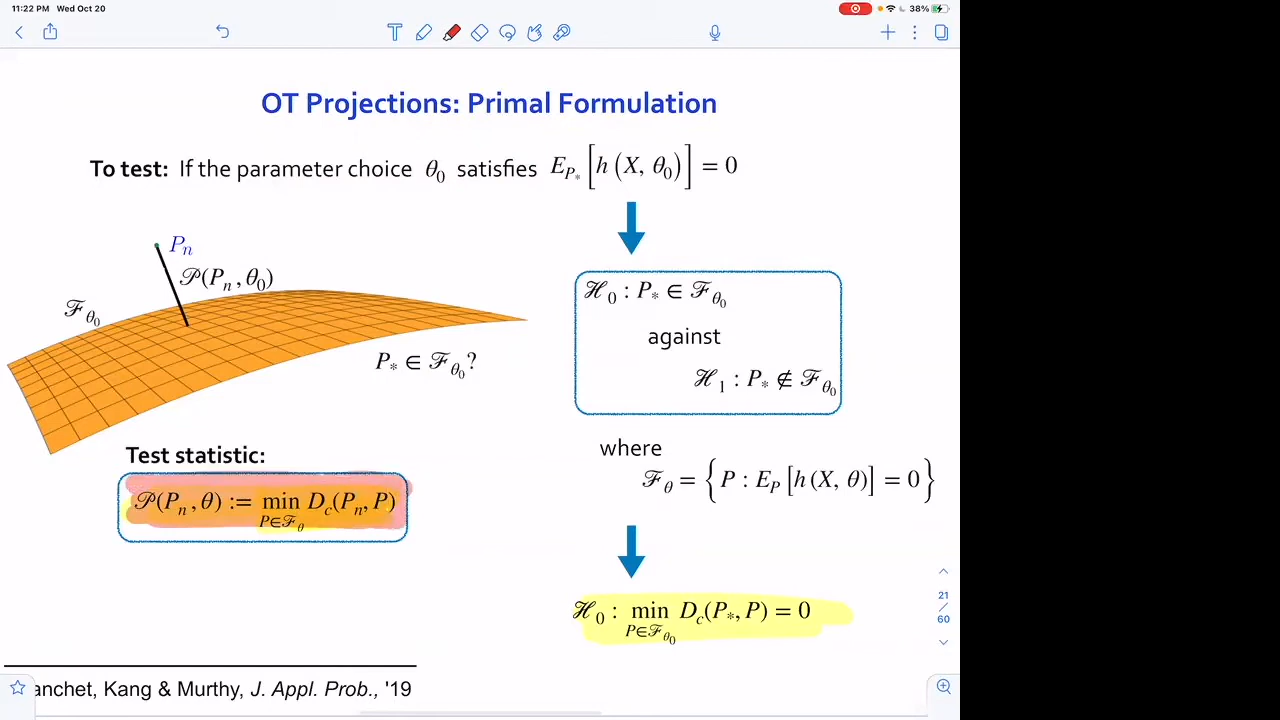 11:22 PM Wed Oct 20
38%
OT Projections: Primal Formulation
To test: If the parameter choice θ₀ satisfies E_{P_*}[h(X, θ₀)] = 0
P_n
𝒫(P_n, θ₀)
ℱ_{θ₀}
P_* ∈ ℱ_{θ₀}?
ℋ₀ : P_* ∈ ℱ_{θ₀}
against
ℋ₁ : P_* ∉ ℱ_{θ₀}
Test statistic:
𝒫(P_n, θ) := min_{P∈ℱ_θ} D_c(P_n, P)
where
ℱ_θ = {P : E_P[h(X, θ)] = 0}
ℋ₀ : min_{P∈ℱ_{θ₀}} D_c(P_*, P) = 0
21
/
60
anchet, Kang & Murthy, J. Appl. Prob., '19